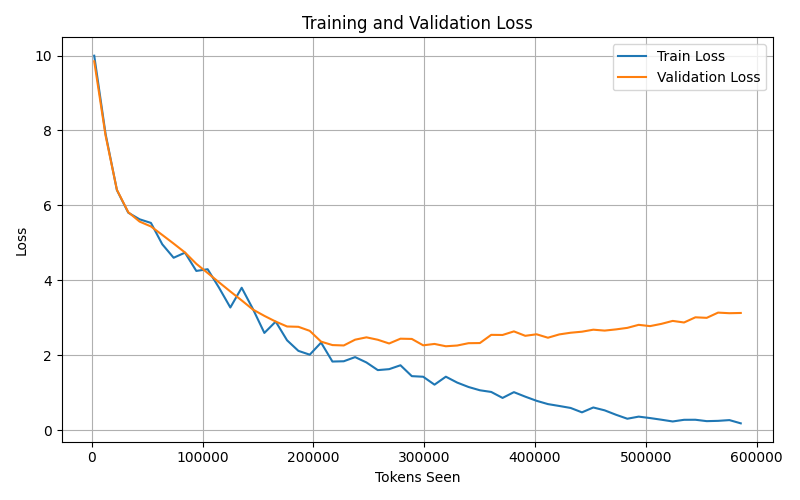 Training and Validation Loss
Train Loss
Validation Loss
10
8
6
4
2
0
Loss
0 100000 200000 300000 400000 500000 600000
Tokens Seen